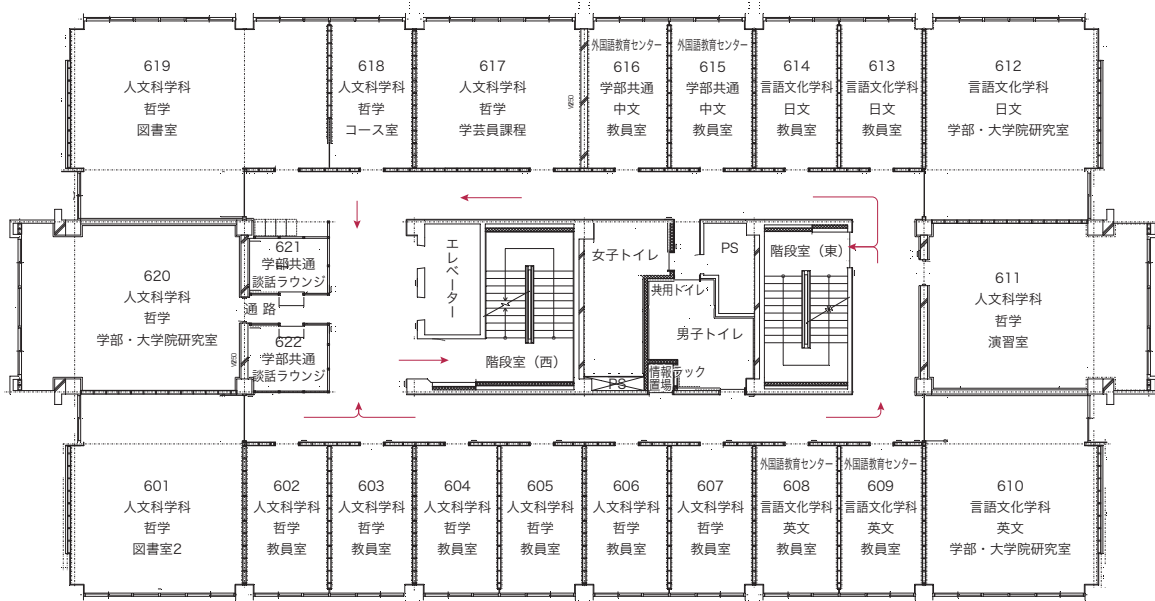 619
人文科学科
哲学
図書室
618
人文科学科
哲学
コース室
617
人文科学科
哲学
学芸員課程
外国語教育センター
616
学部共通
中文
教員室
外国語教育センター
615
学部共通
中文
教員室
614
言語文化学科
日文
教員室
613
言語文化学科
日文
教員室
612
言語文化学科
日文
学部・大学院研究室
620
人文科学科
哲学
学部・大学院研究室
621
学部共通
談話ラウンジ
通路
622
学部共通
談話ラウンジ
エレベーター
階段室（西）
女子トイレ
PS
共用トイレ
男子トイレ
情報ラック
置場
PS
階段室（東）
611
人文科学科
哲学
演習室
601
人文科学科
哲学
図書室2
602
人文科学科
哲学
教員室
603
人文科学科
哲学
教員室
604
人文科学科
哲学
教員室
605
人文科学科
哲学
教員室
606
人文科学科
哲学
教員室
607
人文科学科
哲学
教員室
外国語教育センター
608
言語文化学科
英文
教員室
外国語教育センター
609
言語文化学科
英文
教員室
610
言語文化学科
英文
学部・大学院研究室